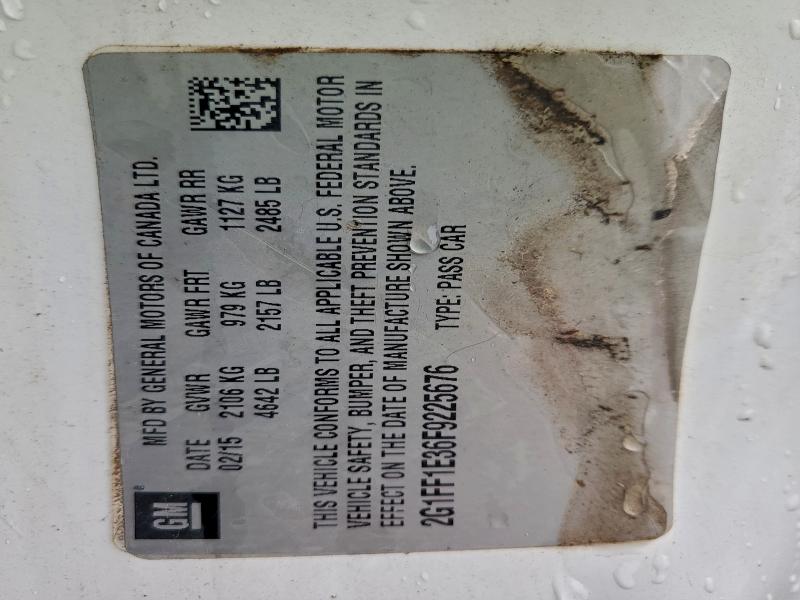 GM®
MFD BY GENERAL MOTORS OF CANADA LTD.
DATE GVWR GAWR FRT GAWR RR
02/15 2106 KG 979 KG 1127 KG
4642 LB 2157 LB 2485 LB
THIS VEHICLE CONFORMS TO ALL APPLICABLE U.S. FEDERAL MOTOR
VEHICLE SAFETY, BUMPER, AND THEFT PREVENTION STANDARDS IN
EFFECT ON THE DATE OF MANUFACTURE SHOWN ABOVE.
2G1FF1E36F9225676 TYPE: PASS CAR